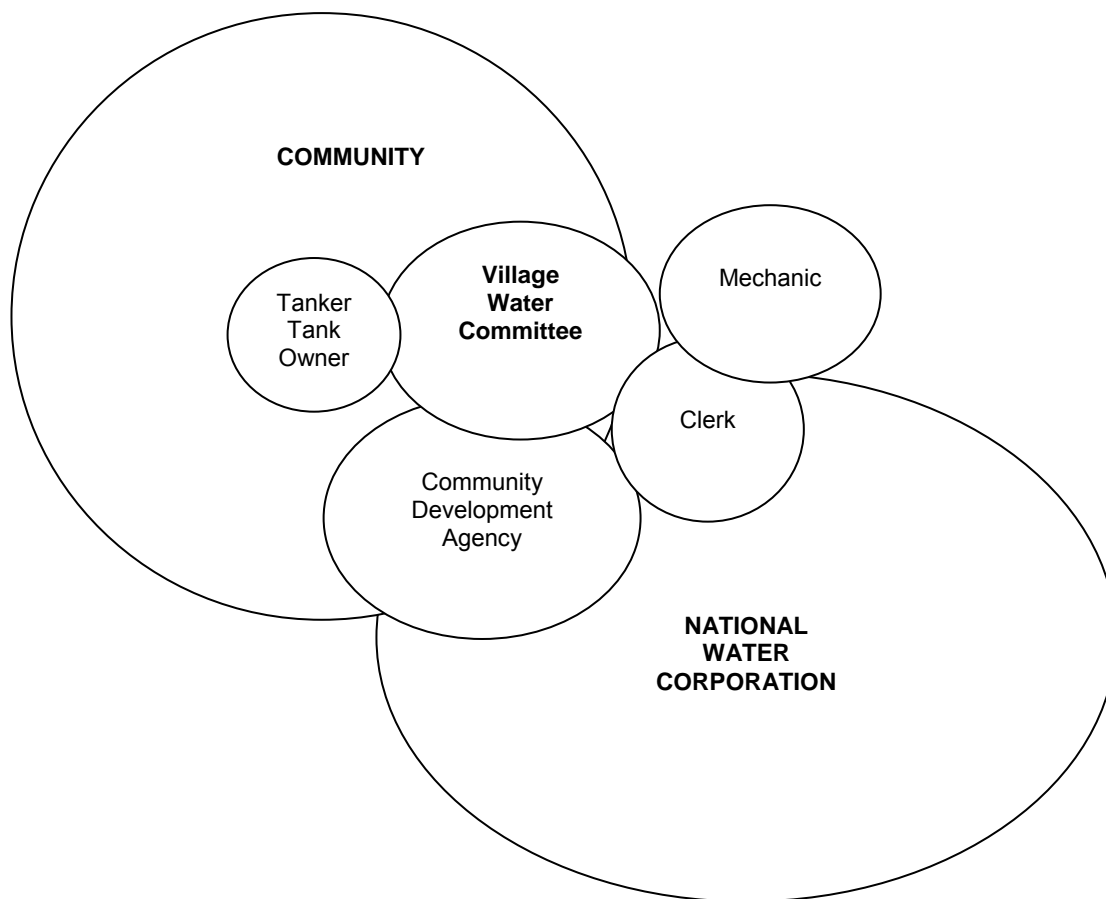 COMMUNITY
Village
Water
Committee
Mechanic
Tanker
Tank
Owner
Clerk
Community
Development
Agency
NATIONAL
WATER
CORPORATION